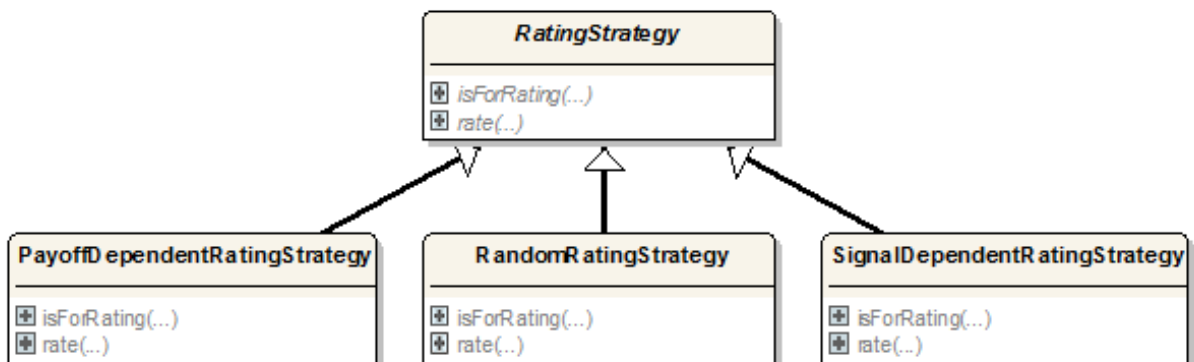 RatingStrategy
isForRating(...)
rate(...)
PayoffDependentRatingStrategy
isForRating(...)
rate(...)
RandomRatingStrategy
isForRating(...)
rate(...)
SignalDependentRatingStrategy
isForRating(...)
rate(...)